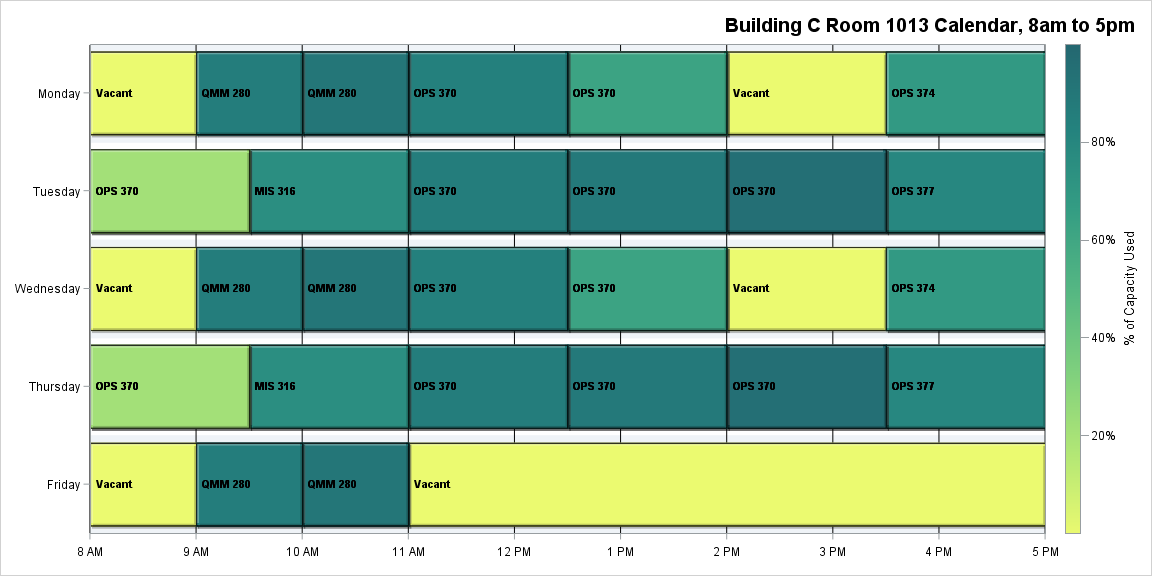 Building C Room 1013 Calendar, 8am to 5pm
Monday
Vacant
QMM 280
QMM 280
OPS 370
OPS 370
Vacant
OPS 374
Tuesday
OPS 370
MIS 316
OPS 370
OPS 370
OPS 370
OPS 377
Wednesday
Vacant
QMM 280
QMM 280
OPS 370
OPS 370
Vacant
OPS 374
Thursday
OPS 370
MIS 316
OPS 370
OPS 370
OPS 370
OPS 377
Friday
Vacant
QMM 280
QMM 280
Vacant
8 AM
9 AM
10 AM
11 AM
12 PM
1 PM
2 PM
3 PM
4 PM
5 PM
80%
60%
40%
20%
% of Capacity Used